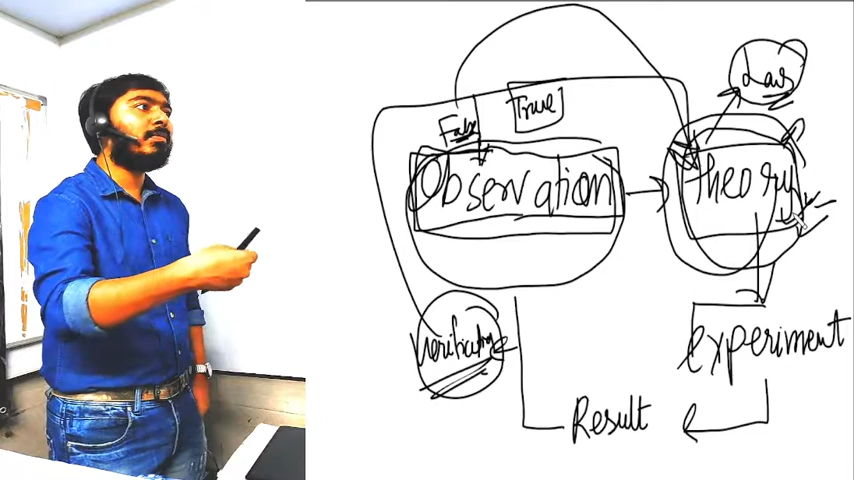 Law
True
False
Observation
theory
Verification
experiment
Result